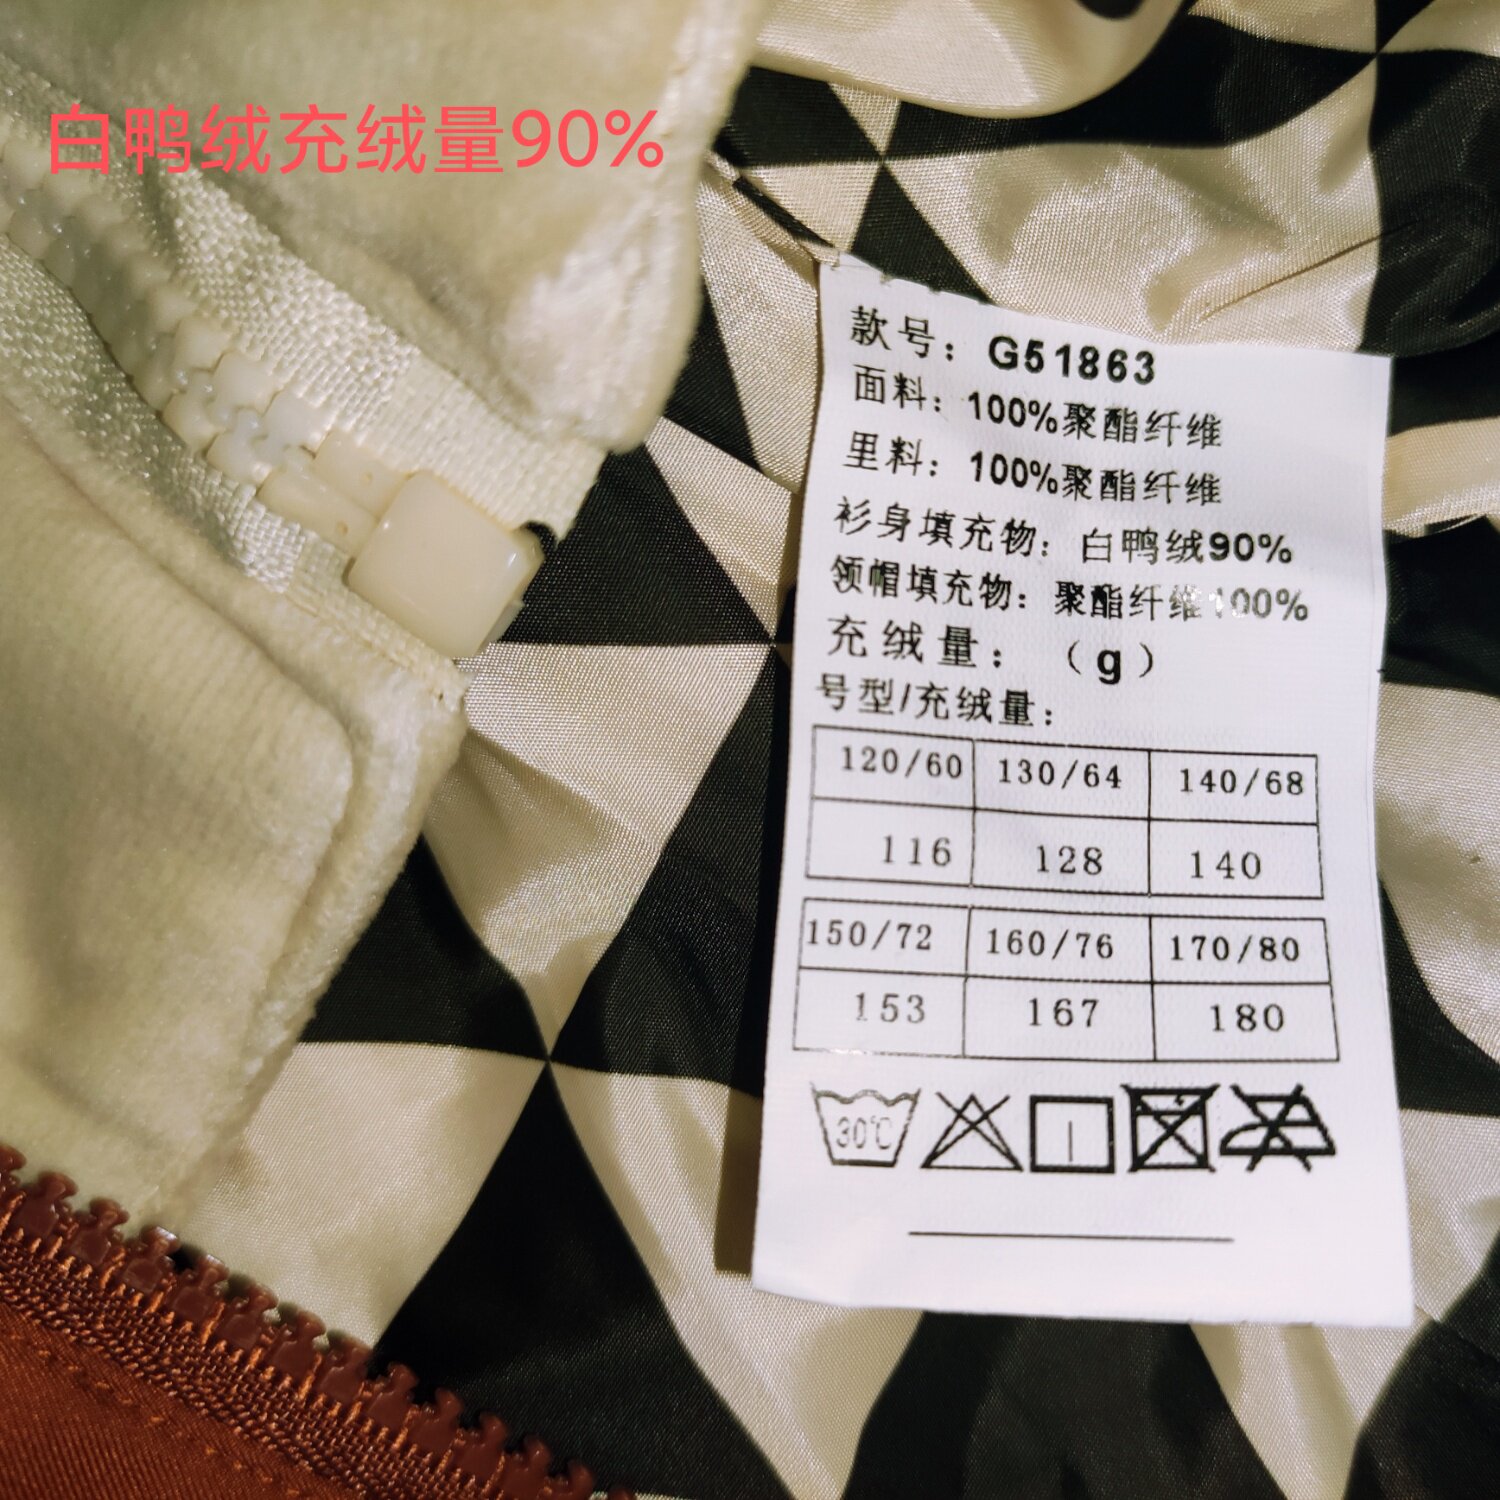 白鸭绒充绒量90%
款号：G51863
面料：100%聚酯纤维
里料：100%聚酯纤维
衫身填充物：白鸭绒90%
领帽填充物：聚酯纤维100%
充绒量：（g）
号型/充绒量：
120/60 130/64 140/68
116 128 140
150/72 160/76 170/80
153 167 180
30℃